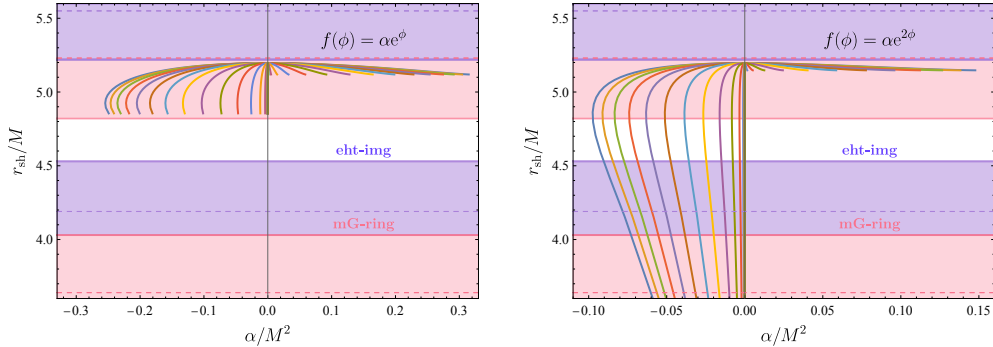 f(ϕ) = αe^ϕ
eht-img
mG-ring
r_sh/M
5.5
5.0
4.5
4.0
−0.3 −0.2 −0.1 0.0 0.1 0.2 0.3
α/M²
f(ϕ) = αe^{2ϕ}
eht-img
mG-ring
r_sh/M
5.5
5.0
4.5
4.0
−0.10 −0.05 0.00 0.05 0.10 0.15
α/M²